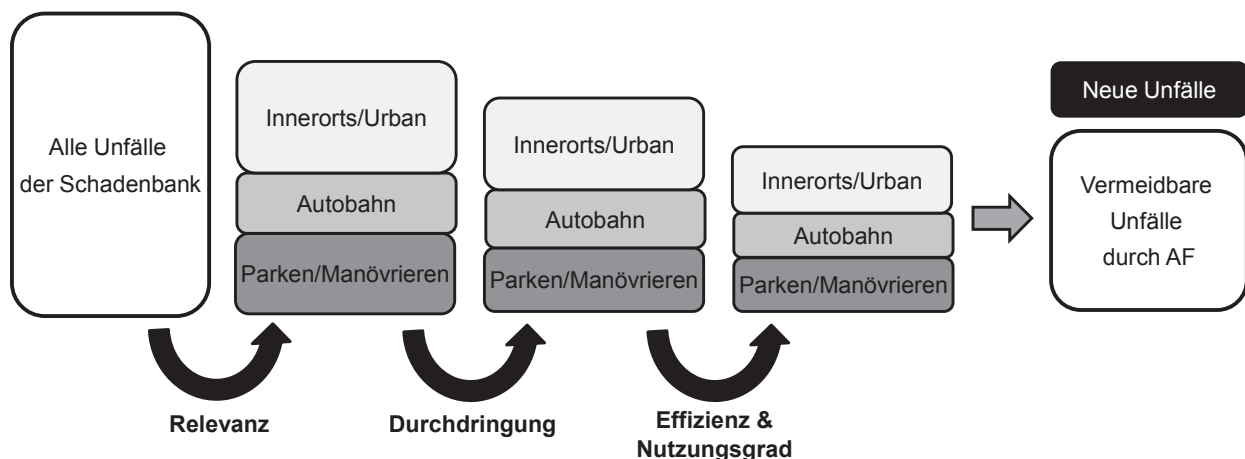 Alle Unfälle
der Schadenbank
Innerorts/Urban
Autobahn
Parken/Manövrieren
Innerorts/Urban
Autobahn
Parken/Manövrieren
Innerorts/Urban
Autobahn
Parken/Manövrieren
Neue Unfälle
Vermeidbare
Unfälle
durch AF
Relevanz
Durchdringung
Effizienz &
Nutzungsgrad